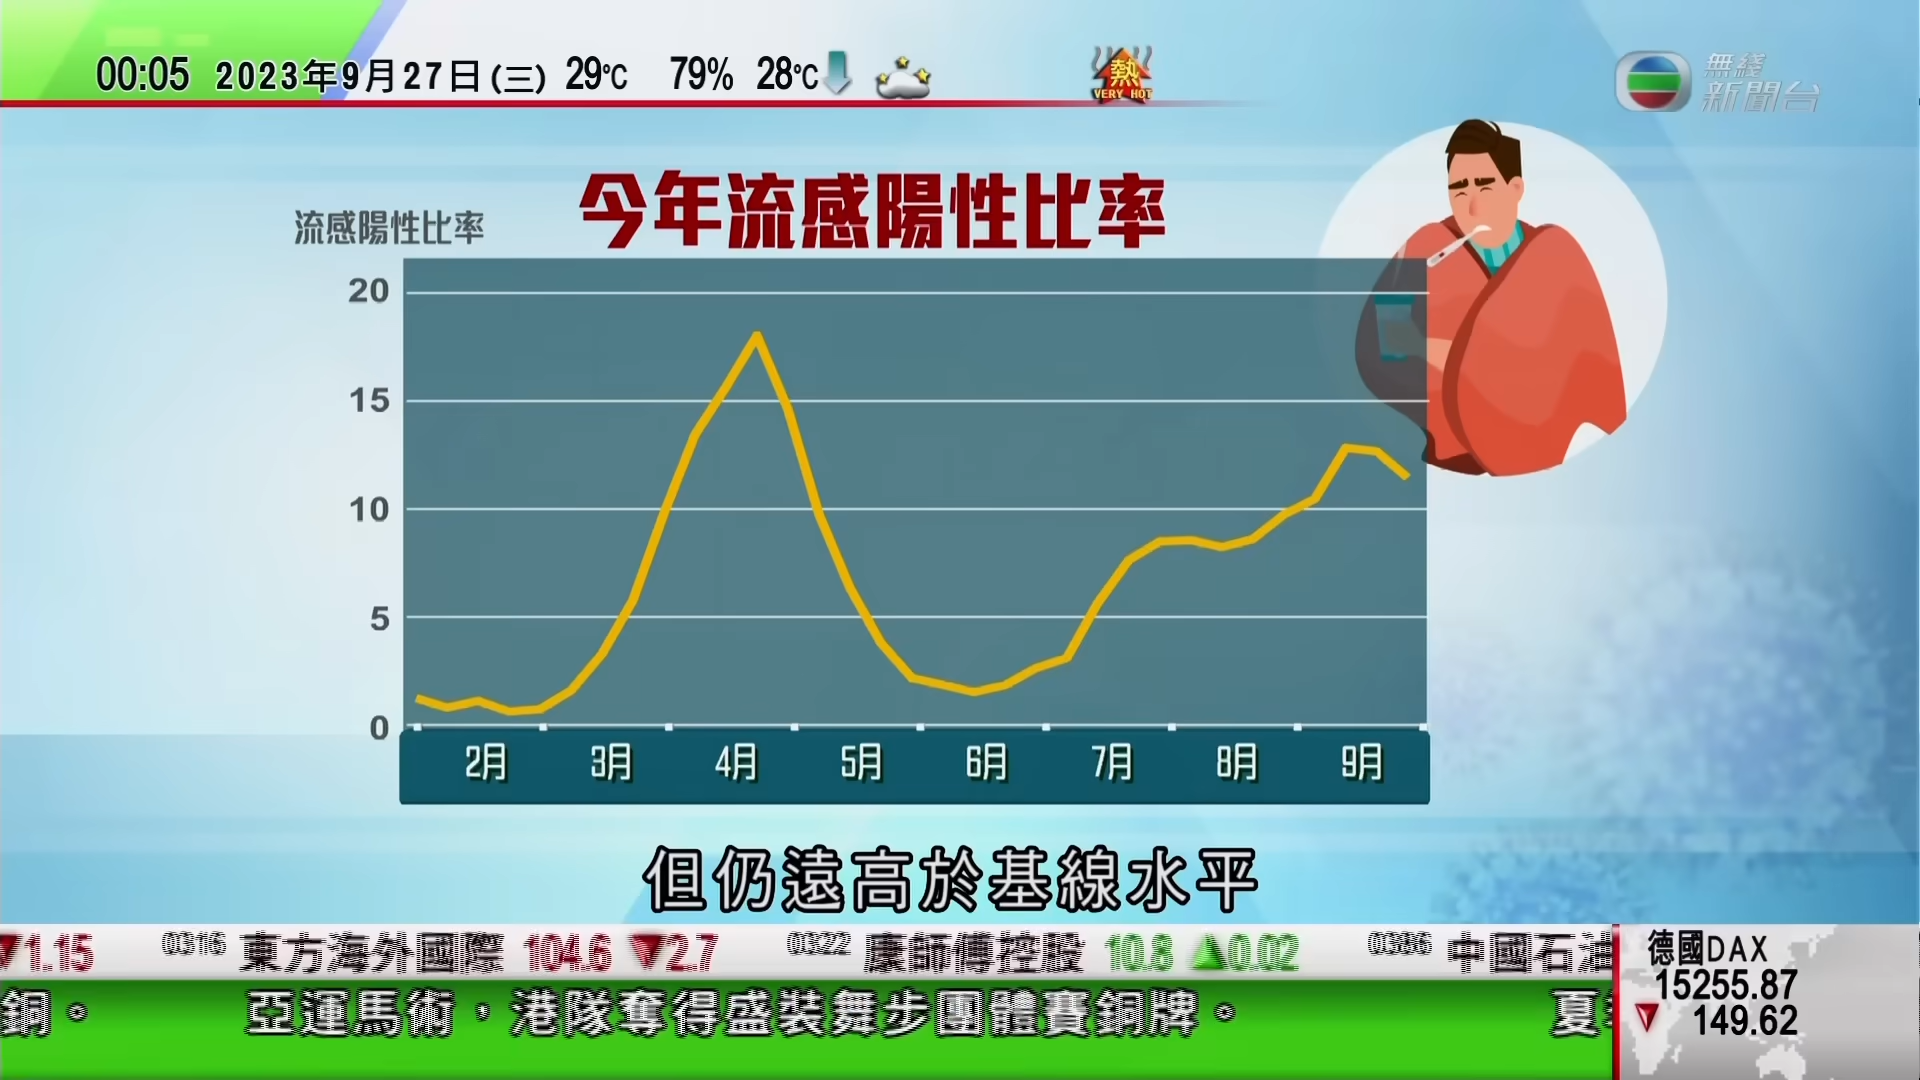 00:05 2023年9月27日(三) 29℃ 79% 28℃
熱
VERY HOT
無綫
新聞台
今年流感陽性比率
流感陽性比率
20
15
10
5
0
2月 3月 4月 5月 6月 7月 8月 9月
但仍遠高於基線水平
▼1.15 0316 東方海外國際 104.6 ▼2.7 0322 康師傅控股 10.8 ▲0.02 0386 中國石油
德國DAX
15255.87
▼ 149.62
銅。 亞運馬術，港隊奪得盛裝舞步團體賽銅牌。 夏